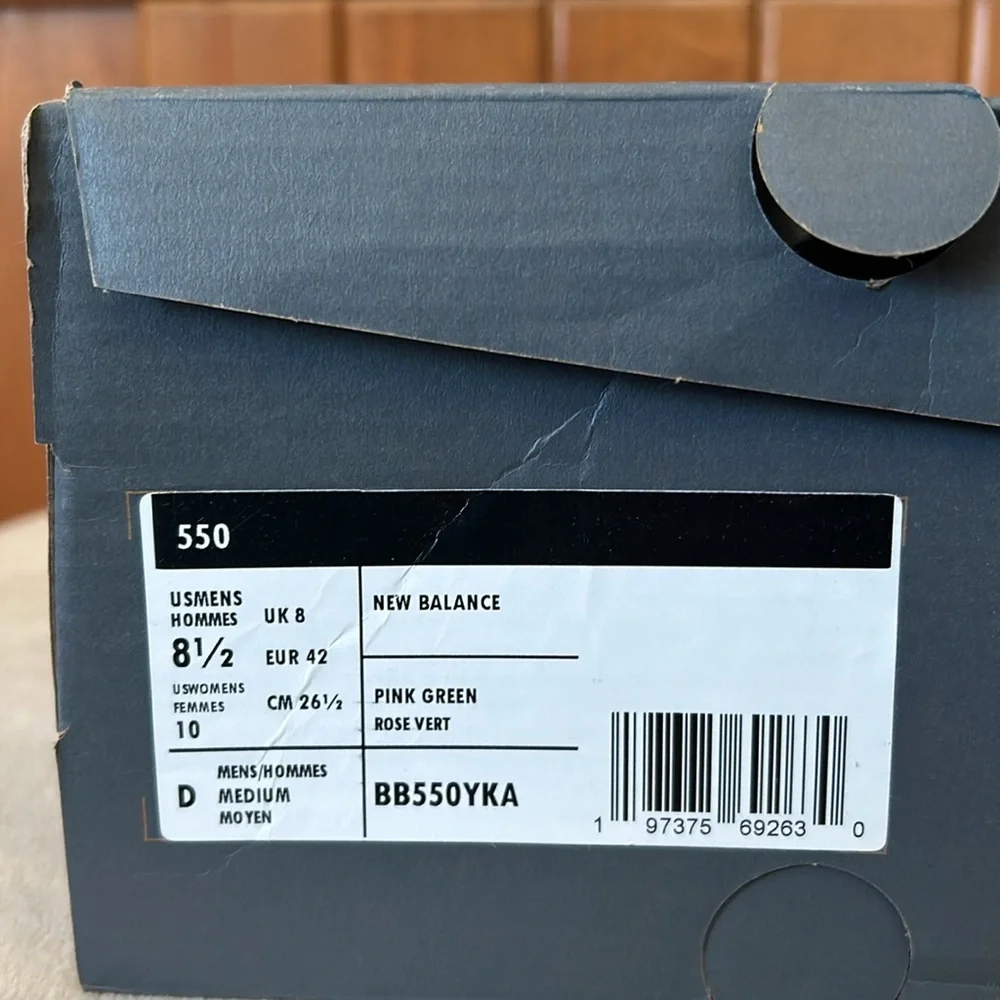 550
USMENS
HOMMES
8½
UK 8
EUR 42
USWOMENS
FEMMES
10
CM 26½
NEW BALANCE
PINK GREEN
ROSE VERT
D
MENS/HOMMES
MEDIUM
MOYEN
BB550YKA
1 97375 69263 0